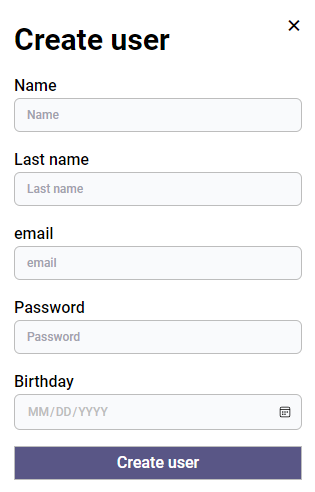 Create user
Name
Name
Last name
Last name
email
email
Password
Password
Birthday
MM/DD/YYYY
Create user